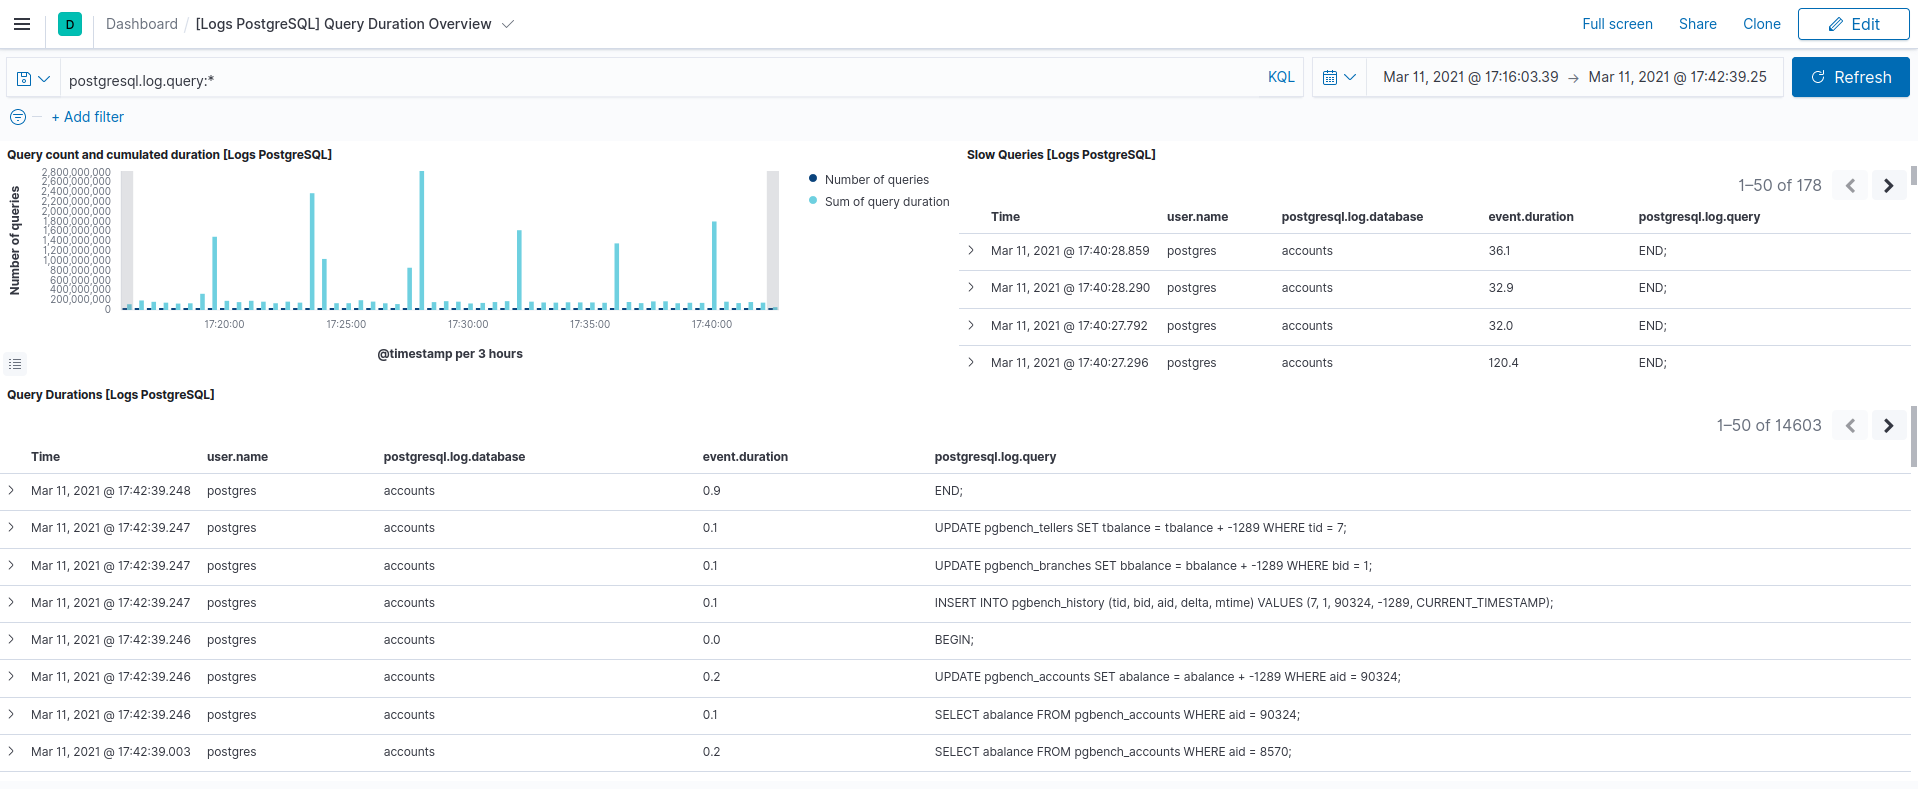 D Dashboard / [Logs PostgreSQL] Query Duration Overview Full screen Share Clone Edit
postgresql.log.query:* KQL Mar 11, 2021 @ 17:16:03.39 → Mar 11, 2021 @ 17:42:39.25 Refresh
+ Add filter
Query count and cumulated duration [Logs PostgreSQL]
Number of queries
2,800,000,000
2,600,000,000
2,400,000,000
2,200,000,000
2,000,000,000
1,800,000,000
1,600,000,000
1,400,000,000
1,200,000,000
1,000,000,000
800,000,000
600,000,000
400,000,000
200,000,000
0
17:20:00 17:25:00 17:30:00 17:35:00 17:40:00
@timestamp per 3 hours
Number of queries
Sum of query duration
Slow Queries [Logs PostgreSQL]
1–50 of 178
Time user.name postgresql.log.database event.duration postgresql.log.query
Mar 11, 2021 @ 17:40:28.859 postgres accounts 36.1 END;
Mar 11, 2021 @ 17:40:28.290 postgres accounts 32.9 END;
Mar 11, 2021 @ 17:40:27.792 postgres accounts 32.0 END;
Mar 11, 2021 @ 17:40:27.296 postgres accounts 120.4 END;
Query Durations [Logs PostgreSQL]
1–50 of 14603
Time user.name postgresql.log.database event.duration postgresql.log.query
Mar 11, 2021 @ 17:42:39.248 postgres accounts 0.9 END;
Mar 11, 2021 @ 17:42:39.247 postgres accounts 0.1 UPDATE pgbench_tellers SET tbalance = tbalance + -1289 WHERE tid = 7;
Mar 11, 2021 @ 17:42:39.247 postgres accounts 0.1 UPDATE pgbench_branches SET bbalance = bbalance + -1289 WHERE bid = 1;
Mar 11, 2021 @ 17:42:39.247 postgres accounts 0.1 INSERT INTO pgbench_history (tid, bid, aid, delta, mtime) VALUES (7, 1, 90324, -1289, CURRENT_TIMESTAMP);
Mar 11, 2021 @ 17:42:39.246 postgres accounts 0.0 BEGIN;
Mar 11, 2021 @ 17:42:39.246 postgres accounts 0.2 UPDATE pgbench_accounts SET abalance = abalance + -1289 WHERE aid = 90324;
Mar 11, 2021 @ 17:42:39.246 postgres accounts 0.1 SELECT abalance FROM pgbench_accounts WHERE aid = 90324;
Mar 11, 2021 @ 17:42:39.003 postgres accounts 0.2 SELECT abalance FROM pgbench_accounts WHERE aid = 8570;